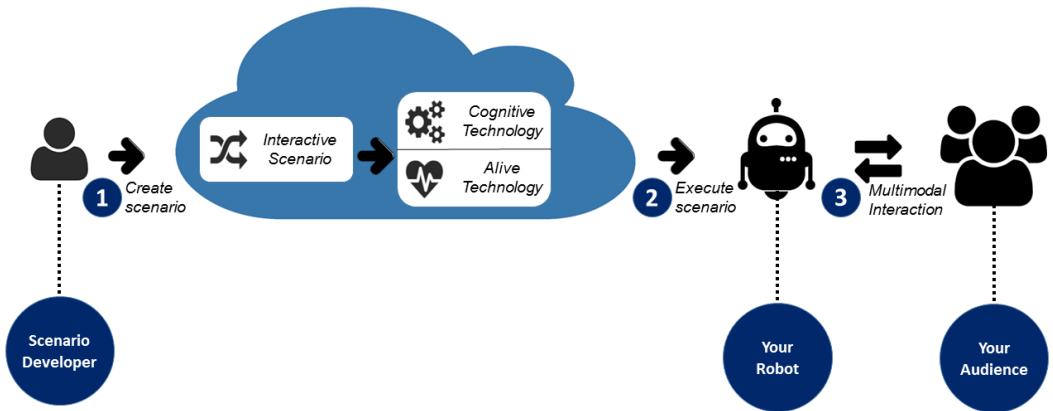 Interactive
Scenario
Cognitive
Technology
Alive
Technology
1
Create
scenario
2
Execute
scenario
3
Multimodal
Interaction
Scenario
Developer
Your
Robot
Your
Audience